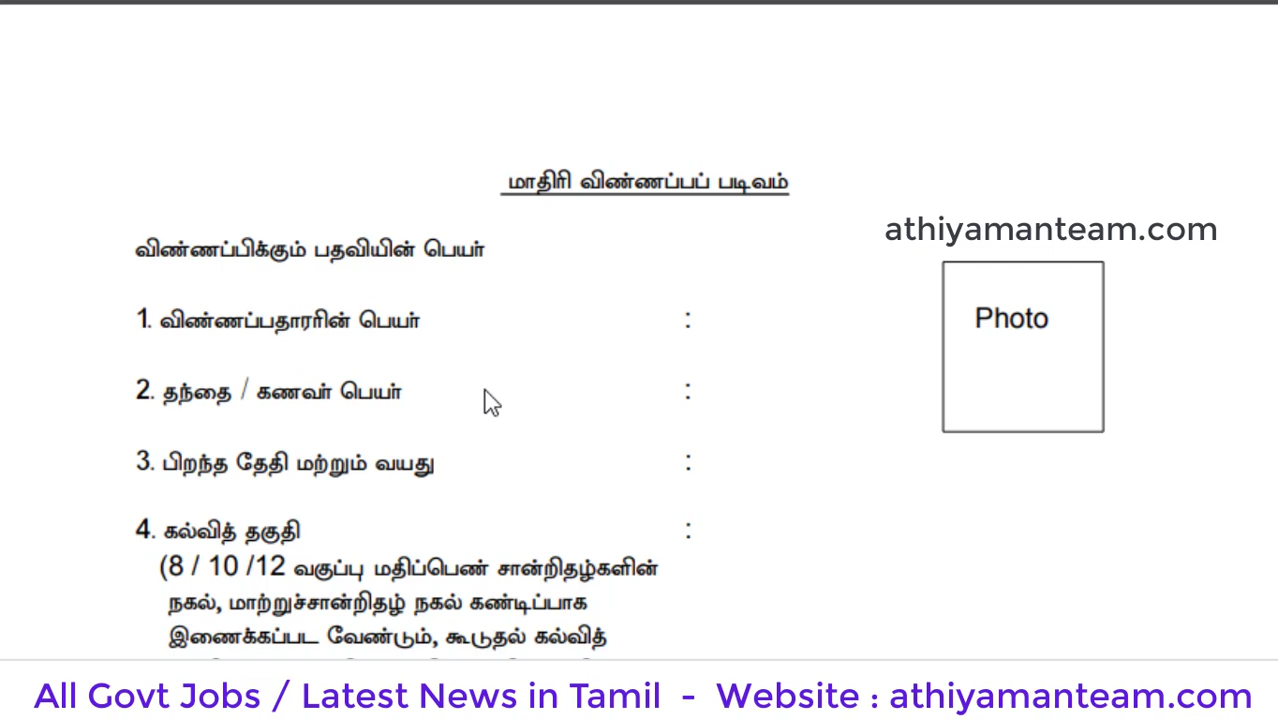 மாதிரி விண்ணப்பப் படிவம்
athiyamanteam.com
விண்ணப்பிக்கும் பதவியின் பெயர்
Photo
1. விண்ணப்பதாரரின் பெயர் :
2. தந்தை / கணவர் பெயர் :
3. பிறந்த தேதி மற்றும் வயது :
4. கல்வித் தகுதி :
(8 / 10 /12 வகுப்பு மதிப்பெண் சான்றிதழ்களின்
நகல், மாற்றுச்சான்றிதழ் நகல் கண்டிப்பாக
இணைக்கப்பட வேண்டும், கூடுதல் கல்வித்
All Govt Jobs / Latest News in Tamil - Website : athiyamanteam.com